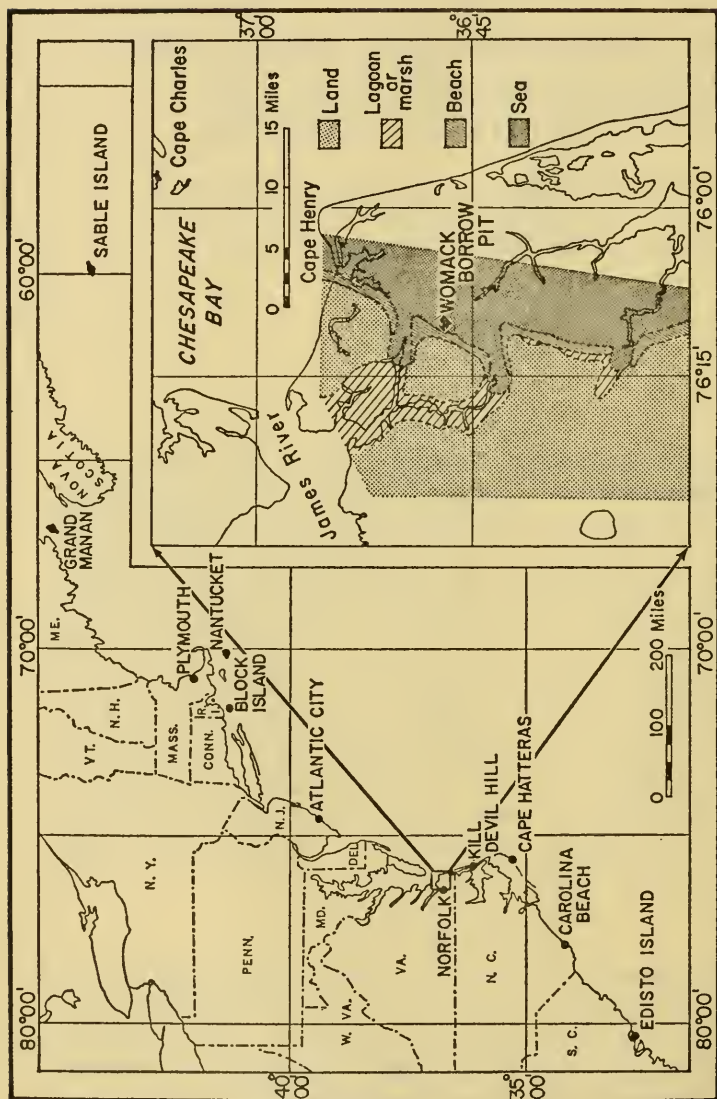 80°00'
70°00'
60°00'
40°
00'
35°
00'
N. Y.
VT.
N. H.
ME.
MASS.
CONN.
R.
I.
PENN.
N.J.
MD.
DEL.
W. VA.
VA.
N. C.
S. C.
NOVA SCOTIA
GRAND
MANAN
SABLE ISLAND
PLYMOUTH
NANTUCKET
BLOCK
ISLAND
ATLANTIC CITY
NORFOLK
KILL
DEVIL HILL
CAPE HATTERAS
CAROLINA
BEACH
EDISTO ISLAND
0 100 200 Miles
CHESAPEAKE
BAY
Cape Charles
0 5 10 15 Miles
James River
Cape Henry
WOMACK
BORROW
PIT
Land
Lagoon
or
marsh
Beach
Sea
37°
00'
36°
45'
76°15'
76°00'